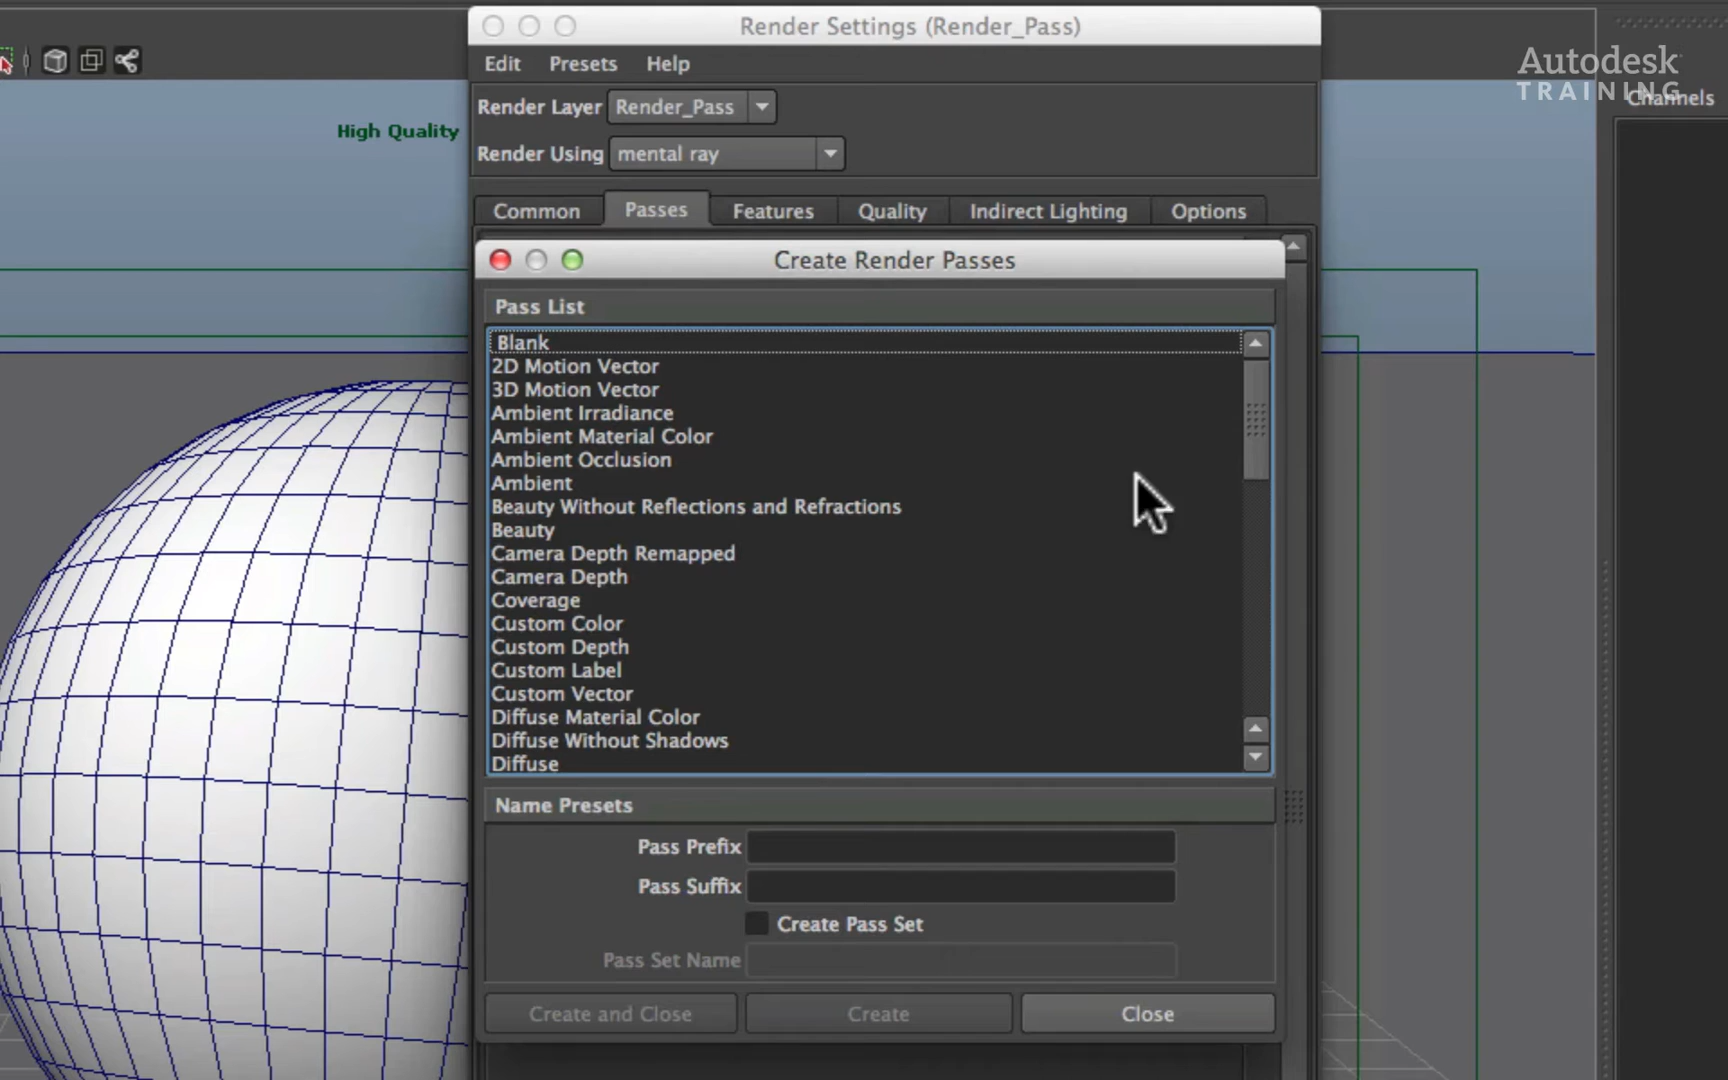 Render Settings (Render_Pass)
Edit Presets Help
Autodesk
TRAINING
Channels
Render Layer Render_Pass
High Quality
Render Using mental ray
Common Passes Features Quality Indirect Lighting Options
Create Render Passes
Pass List
Blank
2D Motion Vector
3D Motion Vector
Ambient Irradiance
Ambient Material Color
Ambient Occlusion
Ambient
Beauty Without Reflections and Refractions
Beauty
Camera Depth Remapped
Camera Depth
Coverage
Custom Color
Custom Depth
Custom Label
Custom Vector
Diffuse Material Color
Diffuse Without Shadows
Diffuse
Name Presets
Pass Prefix
Pass Suffix
Create Pass Set
Pass Set Name
Create and Close Create Close